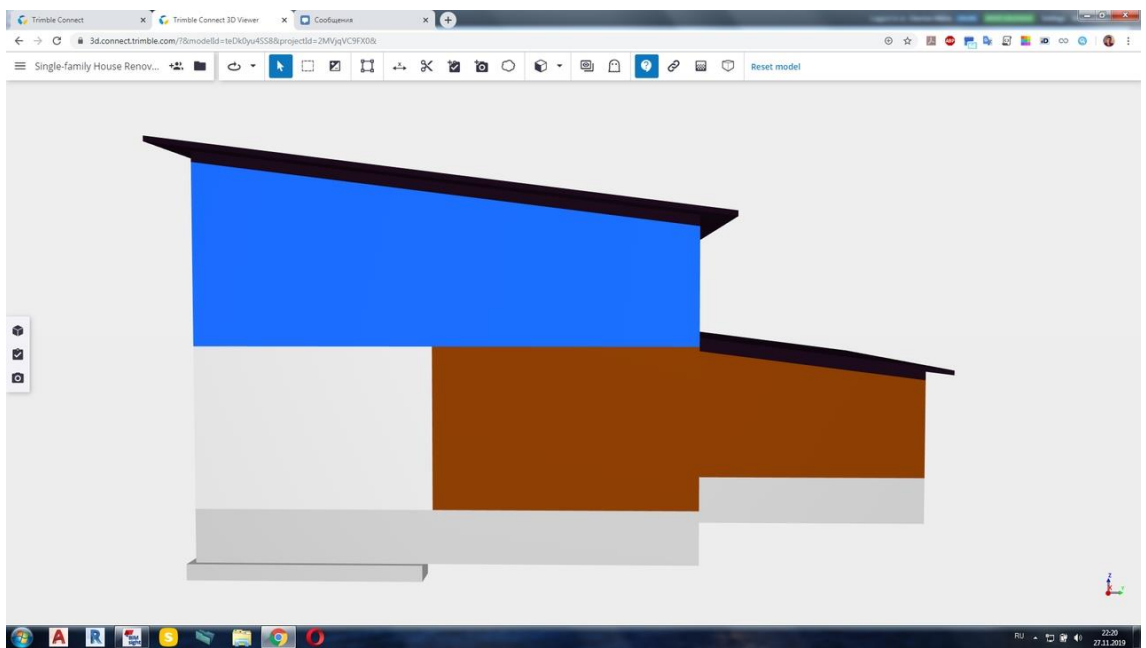 Trimble Connect
Trimble Connect 3D Viewer
Сообщения
3d.connect.trimble.com/?&modelId=teDk0yu4SS8&projectId=2MVjqVC9FX0&
Single-family House Renov...
Reset model
z
RU
22:20
27.11.2019